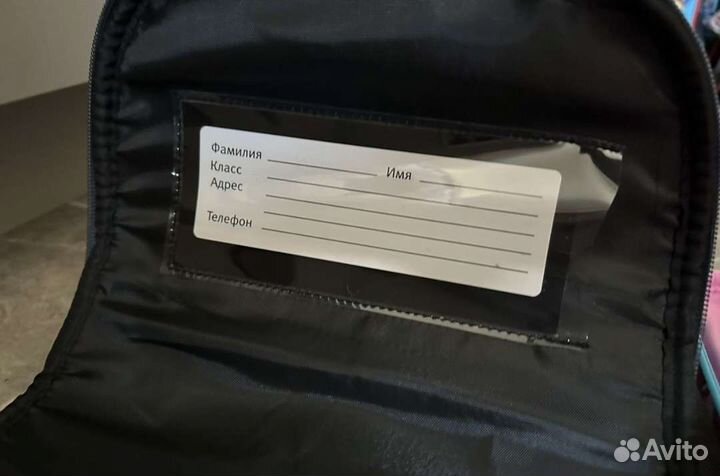 Фамилия Имя
Класс
Адрес
Телефон
Avito